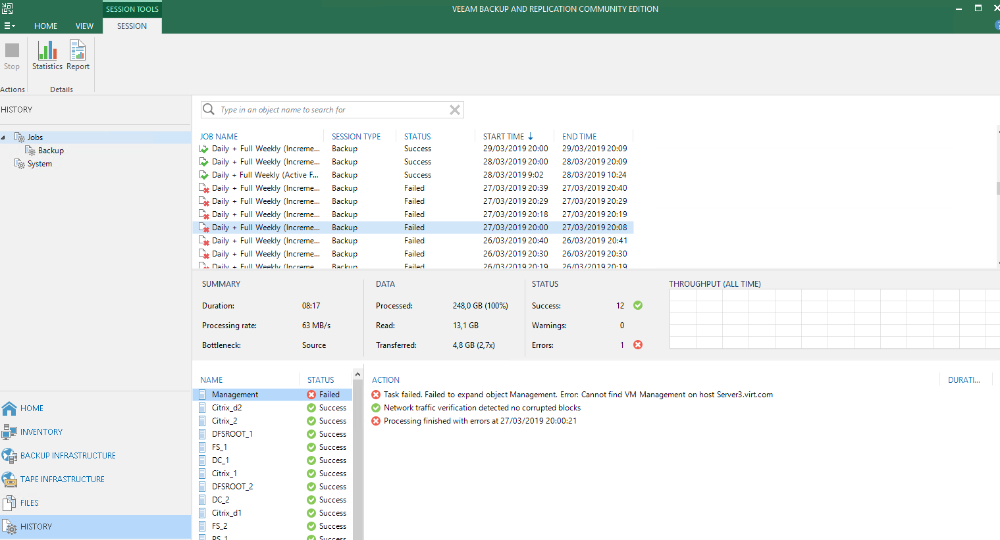 SESSION TOOLS
VEEAM BACKUP AND REPLICATION COMMUNITY EDITION
HOME VIEW SESSION
Stop Statistics Report
Actions Details
HISTORY
Type in an object name to search for
Jobs
Backup
System
JOB NAME SESSION TYPE STATUS START TIME ↓ END TIME
Daily + Full Weekly (Increme... Backup Success 29/03/2019 20:00 29/03/2019 20:09
Daily + Full Weekly (Increme... Backup Success 28/03/2019 20:00 28/03/2019 20:09
Daily + Full Weekly (Active F... Backup Success 28/03/2019 9:02 28/03/2019 10:24
Daily + Full Weekly (Increme... Backup Failed 27/03/2019 20:39 27/03/2019 20:40
Daily + Full Weekly (Increme... Backup Failed 27/03/2019 20:29 27/03/2019 20:29
Daily + Full Weekly (Increme... Backup Failed 27/03/2019 20:18 27/03/2019 20:19
Daily + Full Weekly (Increme... Backup Failed 27/03/2019 20:00 27/03/2019 20:08
Daily + Full Weekly (Increme... Backup Failed 26/03/2019 20:40 26/03/2019 20:41
Daily + Full Weekly (Increme... Backup Failed 26/03/2019 20:30 26/03/2019 20:30
Daily + Full Weekly (Increme... Backup Failed 26/03/2019 20:19 26/03/2019 20:19
SUMMARY DATA STATUS THROUGHPUT (ALL TIME)
Duration: 08:17 Processed: 248,0 GB (100%) Success: 12
Processing rate: 63 MB/s Read: 13,1 GB Warnings: 0
Bottleneck: Source Transferred: 4,8 GB (2,7x) Errors: 1
NAME STATUS ACTION DURATI...
Management Failed Task failed. Failed to expand object Management. Error: Cannot find VM Management on host Server3.virt.com
Citrix_d2 Success Network traffic verification detected no corrupted blocks
Citrix_2 Success Processing finished with errors at 27/03/2019 20:00:21
DFSROOT_1 Success
FS_1 Success
DC_1 Success
Citrix_1 Success
DFSROOT_2 Success
DC_2 Success
Citrix_d1 Success
FS_2 Success
PS_1 Success
HOME
INVENTORY
BACKUP INFRASTRUCTURE
TAPE INFRASTRUCTURE
FILES
HISTORY